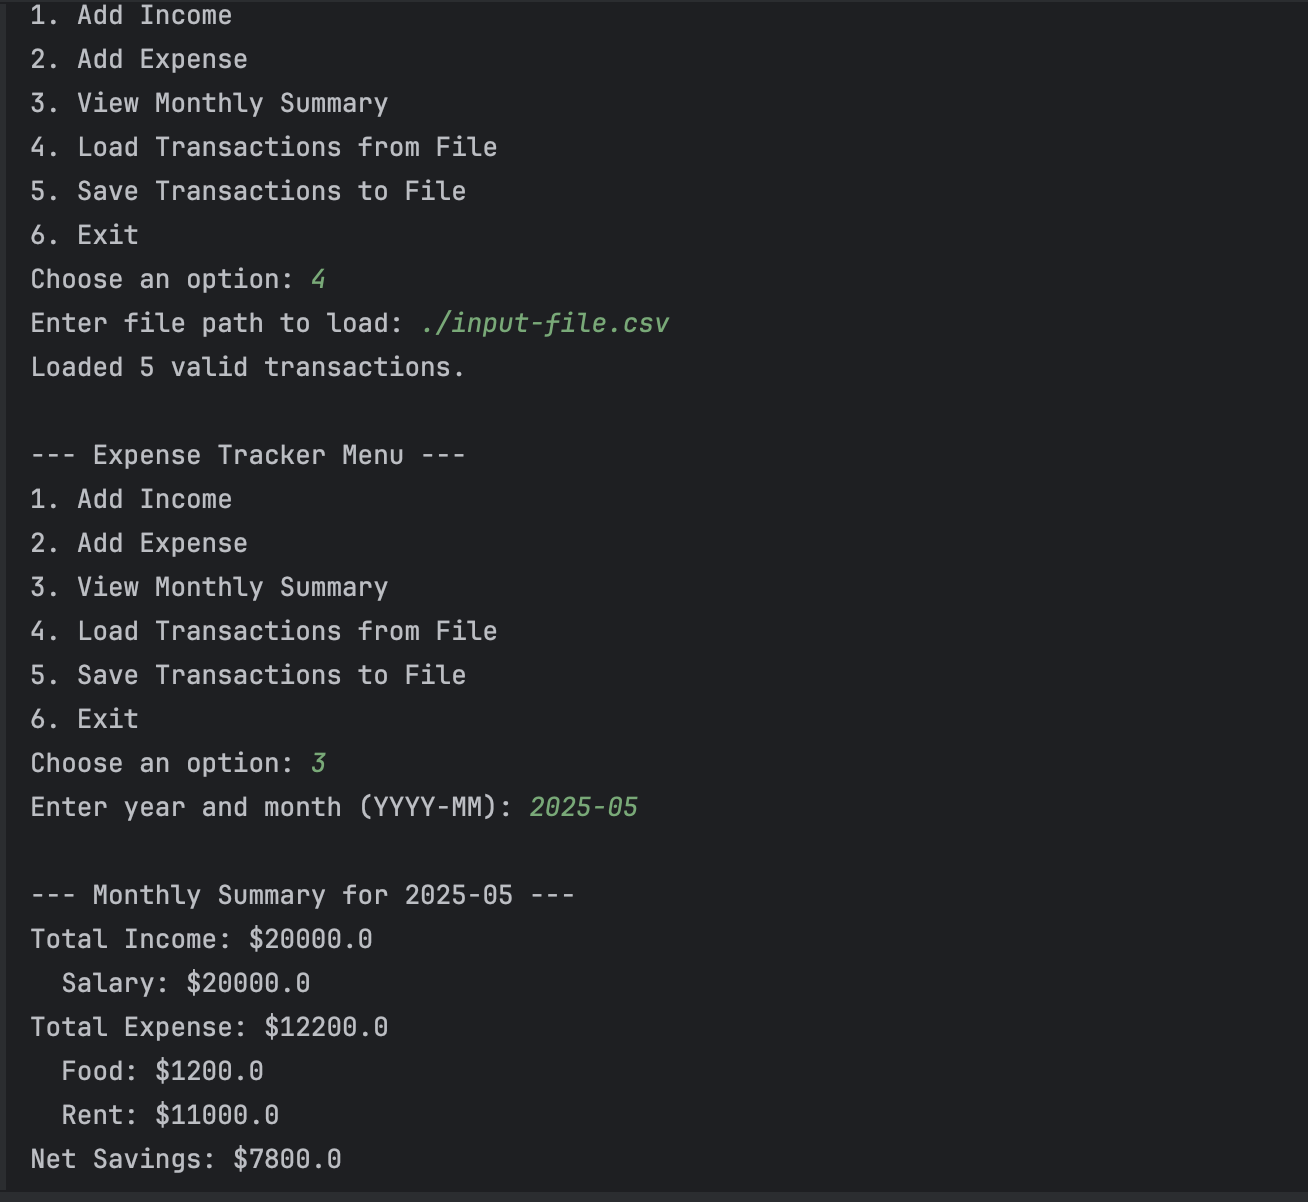 1. Add Income
2. Add Expense
3. View Monthly Summary
4. Load Transactions from File
5. Save Transactions to File
6. Exit
Choose an option: 4
Enter file path to load: ./input-file.csv
Loaded 5 valid transactions.

--- Expense Tracker Menu ---
1. Add Income
2. Add Expense
3. View Monthly Summary
4. Load Transactions from File
5. Save Transactions to File
6. Exit
Choose an option: 3
Enter year and month (YYYY-MM): 2025-05

--- Monthly Summary for 2025-05 ---
Total Income: $20000.0
  Salary: $20000.0
Total Expense: $12200.0
  Food: $1200.0
  Rent: $11000.0
Net Savings: $7800.0